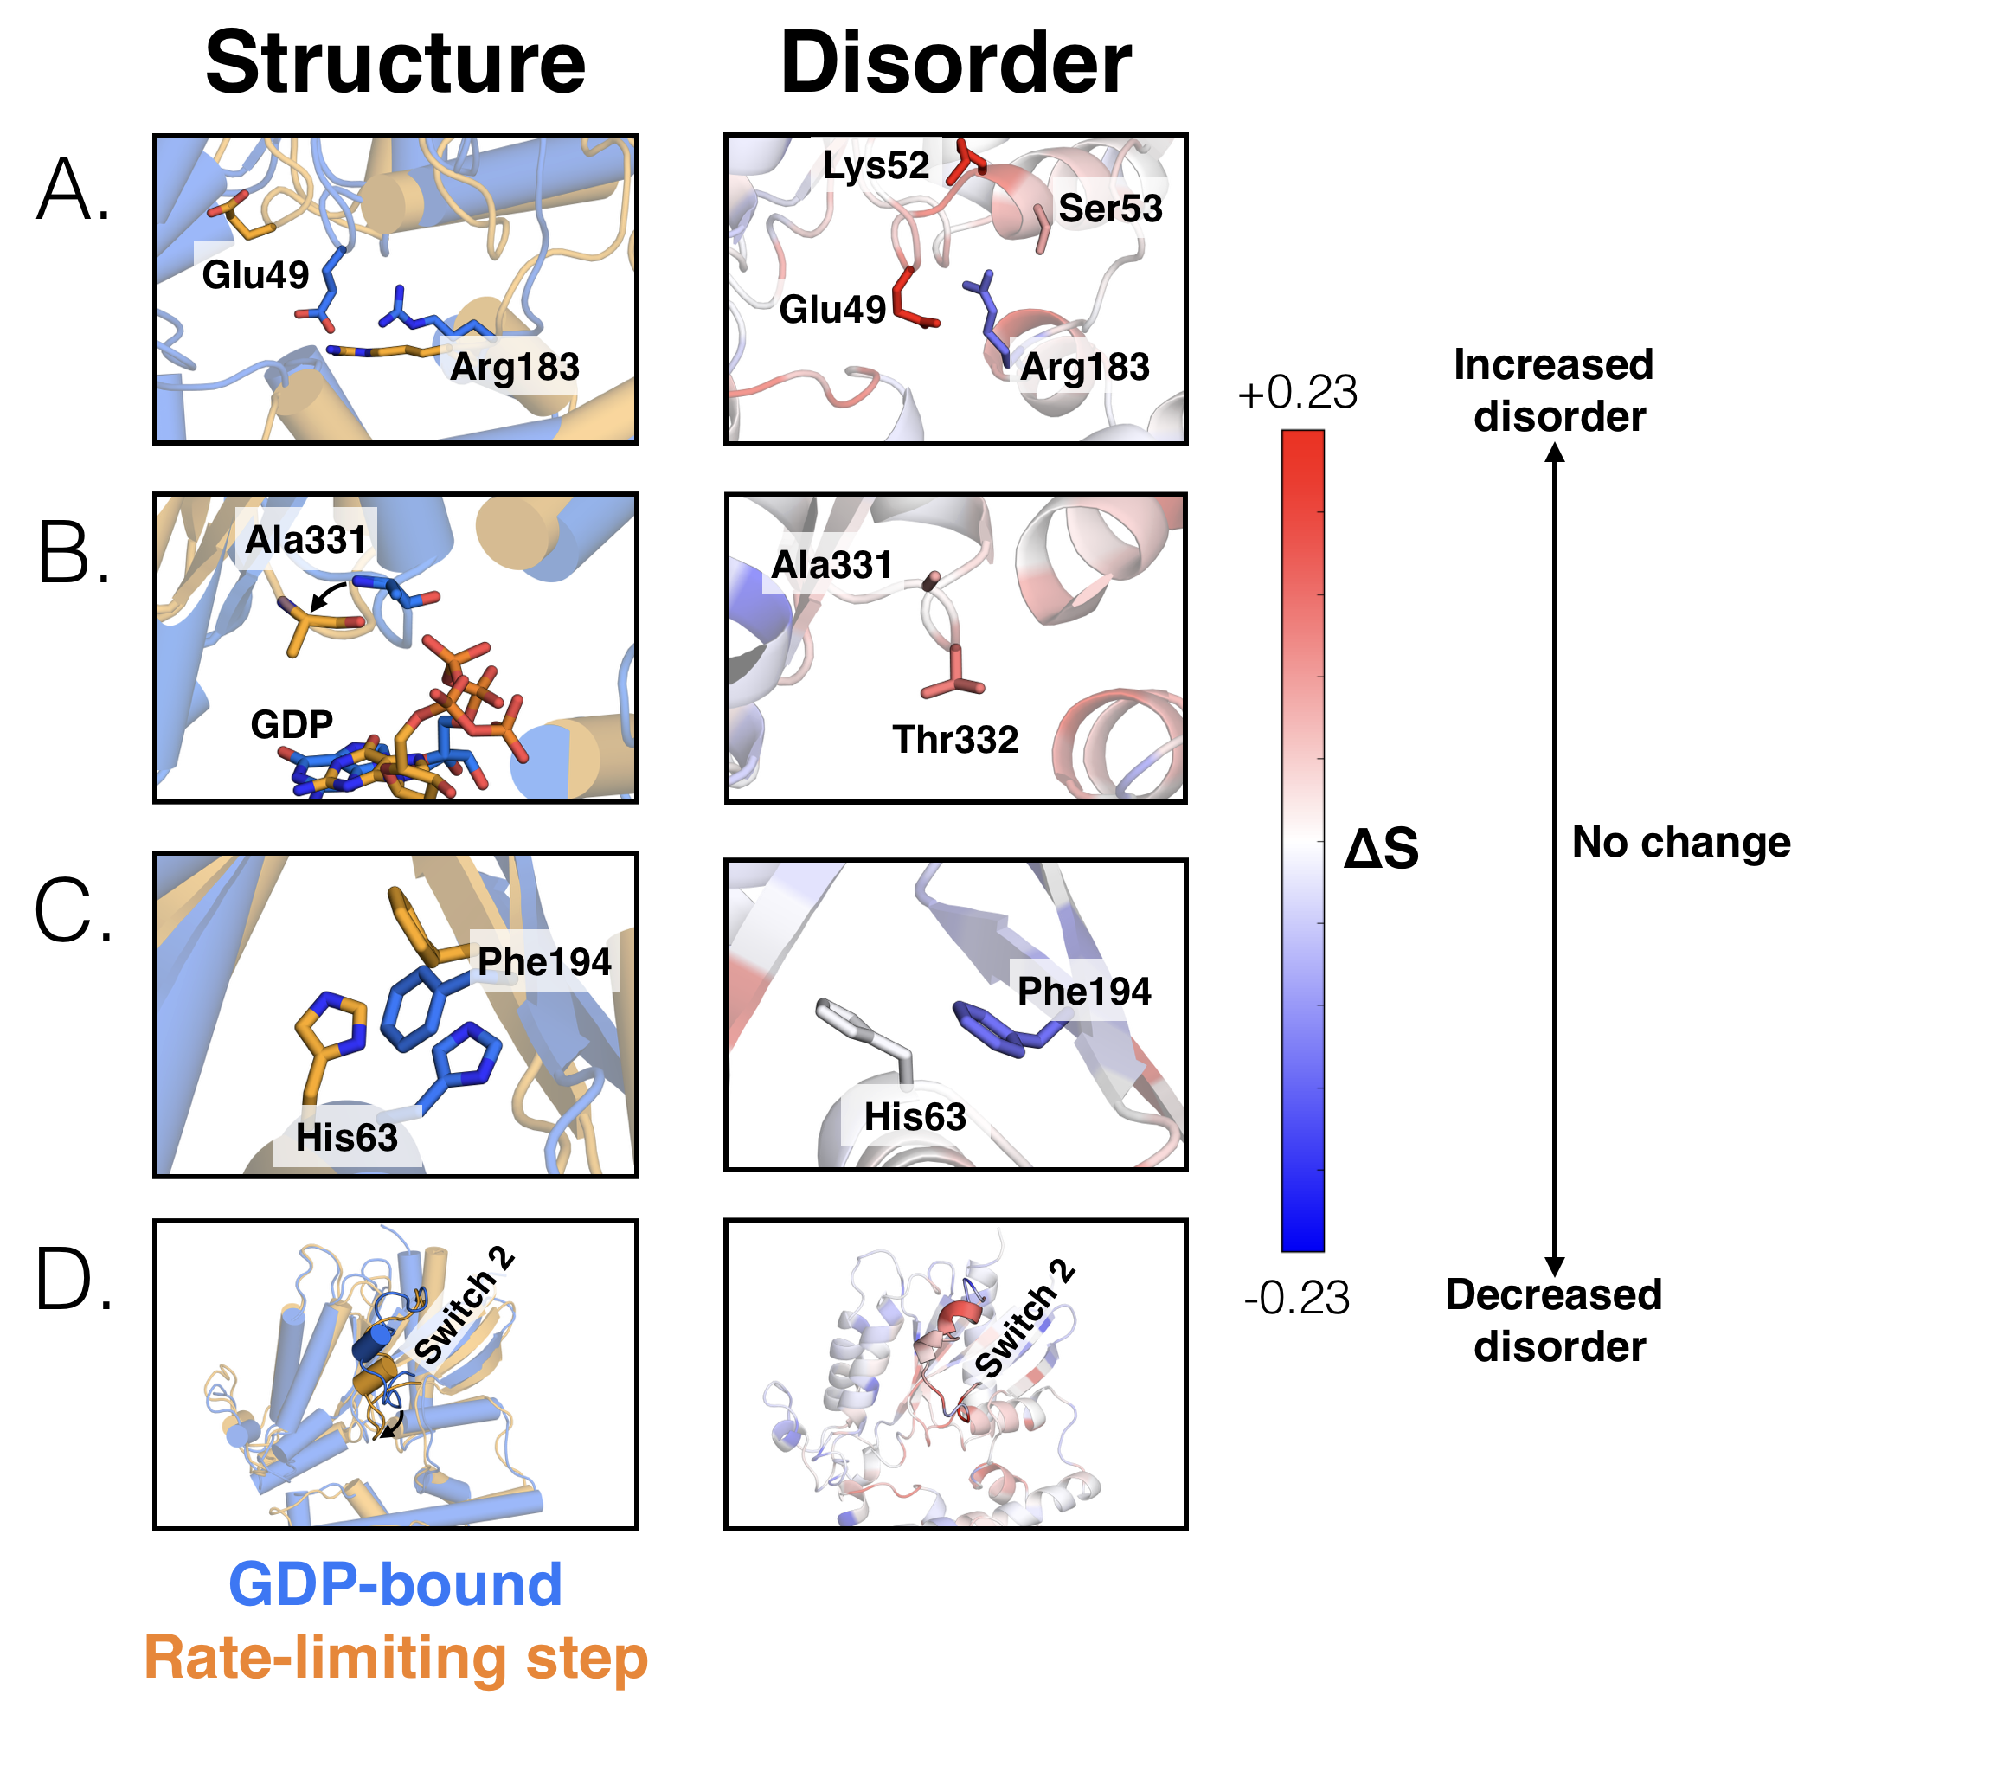 Structure
Disorder
A.
Glu49
Arg183
Lys52
Ser53
Glu49
Arg183
B.
Ala331
GDP
Ala331
Thr332
C.
Phe194
His63
Phe194
His63
D.
Switch 2
Switch 2
GDP-bound
Rate-limiting step
+0.23
ΔS
-0.23
Increased
disorder
No change
Decreased
disorder